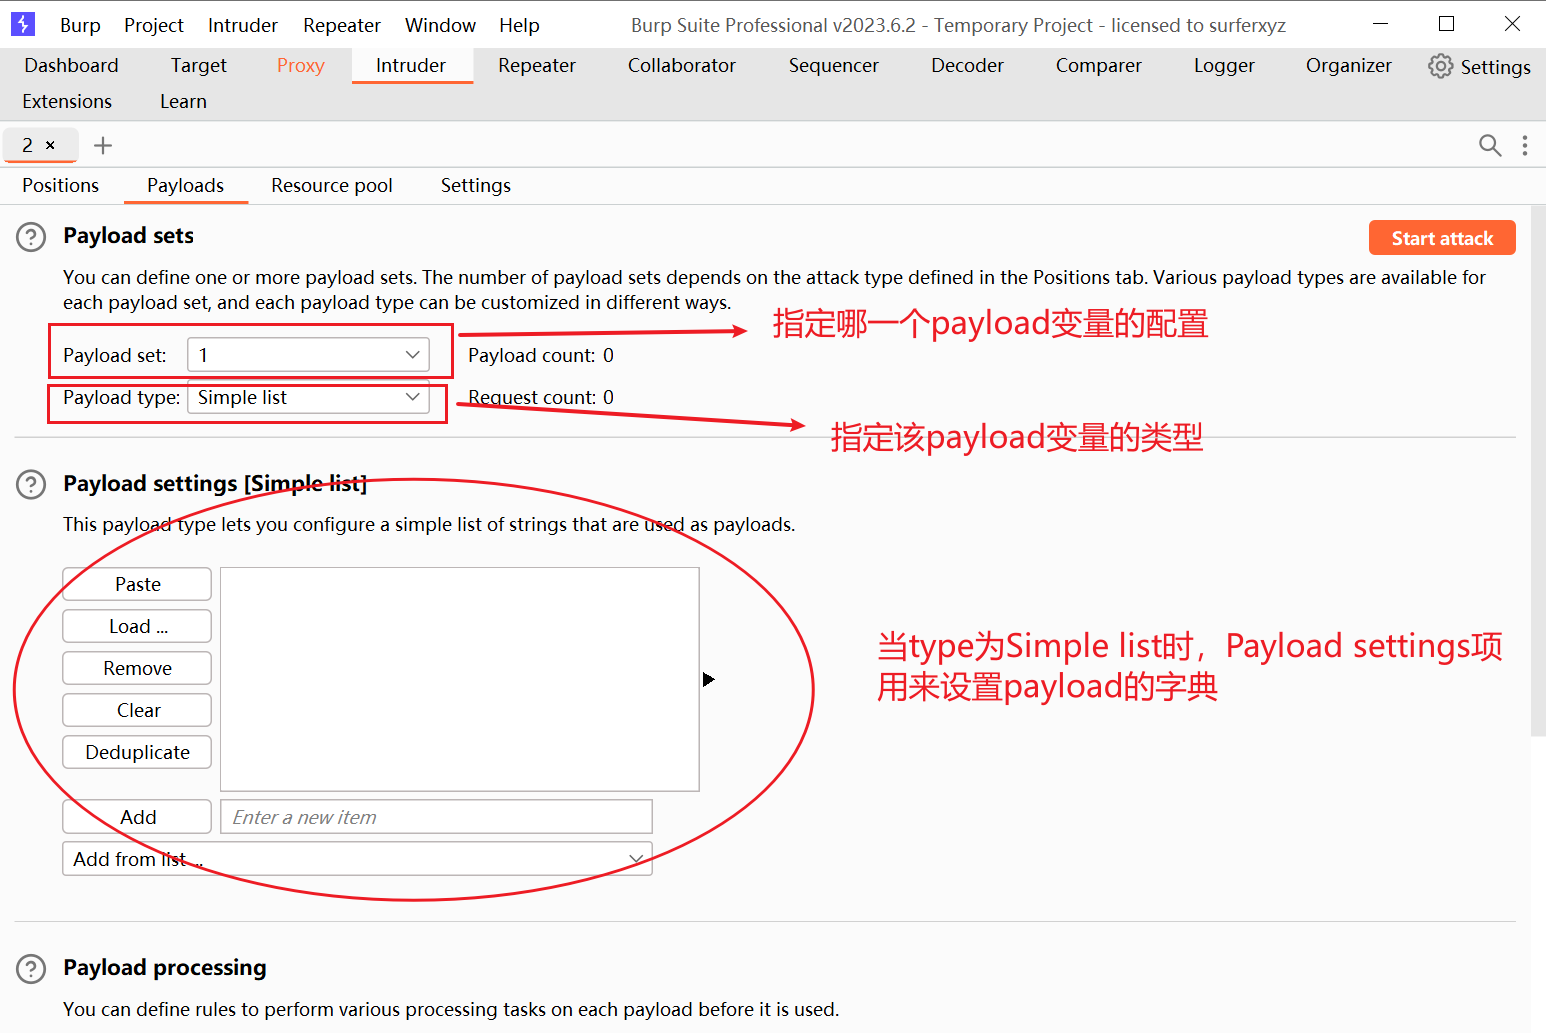 Burp Project Intruder Repeater Window Help Burp Suite Professional v2023.6.2 - Temporary Project - licensed to surferxyz
Dashboard Target Proxy Intruder Repeater Collaborator Sequencer Decoder Comparer Logger Organizer Settings
Extensions Learn
2 × +
Positions Payloads Resource pool Settings
? Payload sets Start attack
You can define one or more payload sets. The number of payload sets depends on the attack type defined in the Positions tab. Various payload types are available for
each payload set, and each payload type can be customized in different ways.
指定哪一个payload变量的配置
Payload set: 1 Payload count: 0
Payload type: Simple list Request count: 0
指定该payload变量的类型
? Payload settings [Simple list]
This payload type lets you configure a simple list of strings that are used as payloads.
Paste
Load ...
Remove
Clear
Deduplicate
当type为Simple list时，Payload settings项
用来设置payload的字典
Add Enter a new item
Add from list ...
? Payload processing
You can define rules to perform various processing tasks on each payload before it is used.